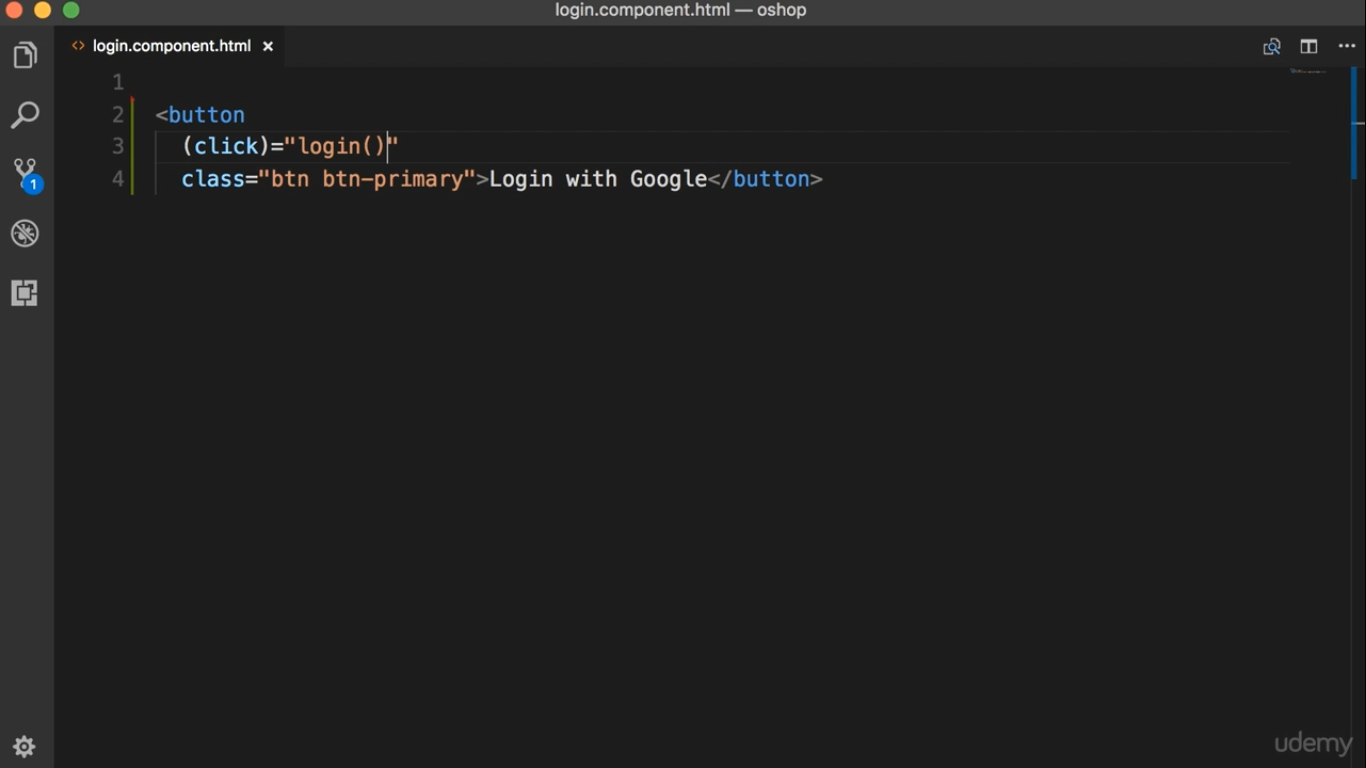 login.component.html — oshop
<> login.component.html ×
1
2 <button
3 (click)="login()"
4 class="btn btn-primary">Login with Google</button>
1
udemy